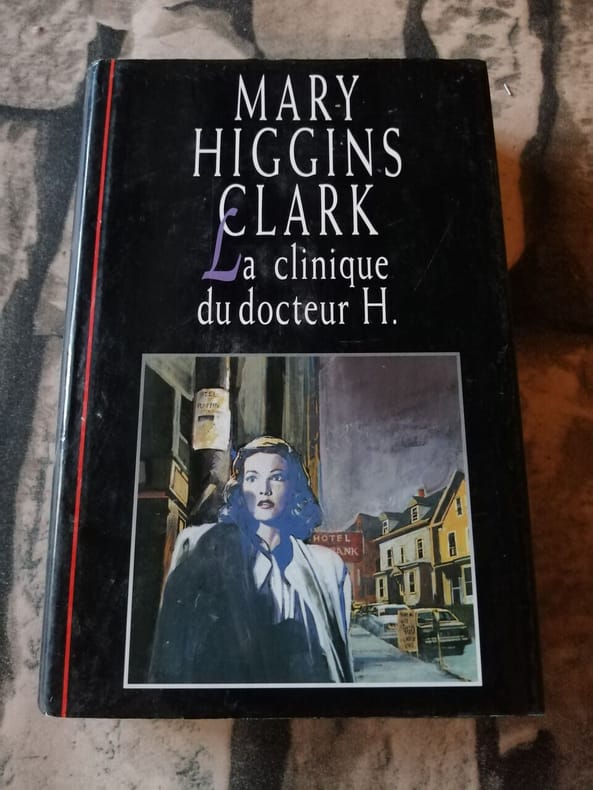 MARY
HIGGINS
CLARK
La clinique
du docteur H.
HOTEL